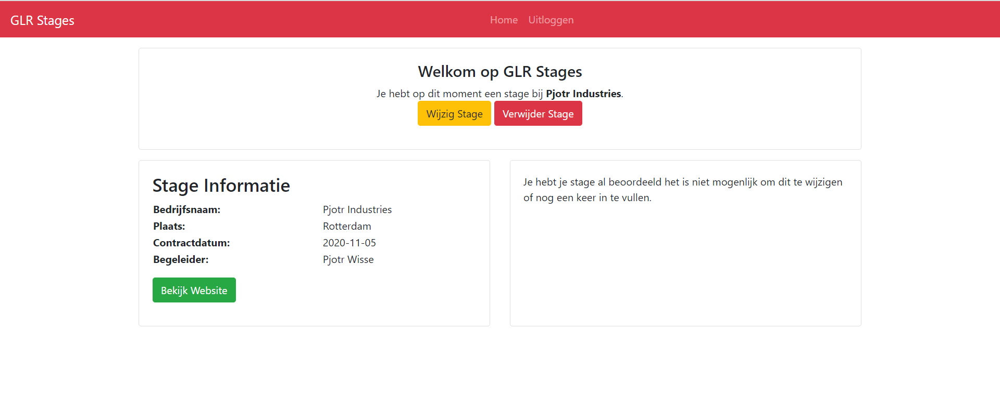 GLR Stages
Home Uitloggen
Welkom op GLR Stages
Je hebt op dit moment een stage bij Pjotr Industries.
Wijzig Stage Verwijder Stage
Stage Informatie
Bedrijfsnaam: Pjotr Industries
Plaats: Rotterdam
Contractdatum: 2020-11-05
Begeleider: Pjotr Wisse
Bekijk Website
Je hebt je stage al beoordeeld het is niet mogenlijk om dit te wijzigen
of nog een keer in te vullen.